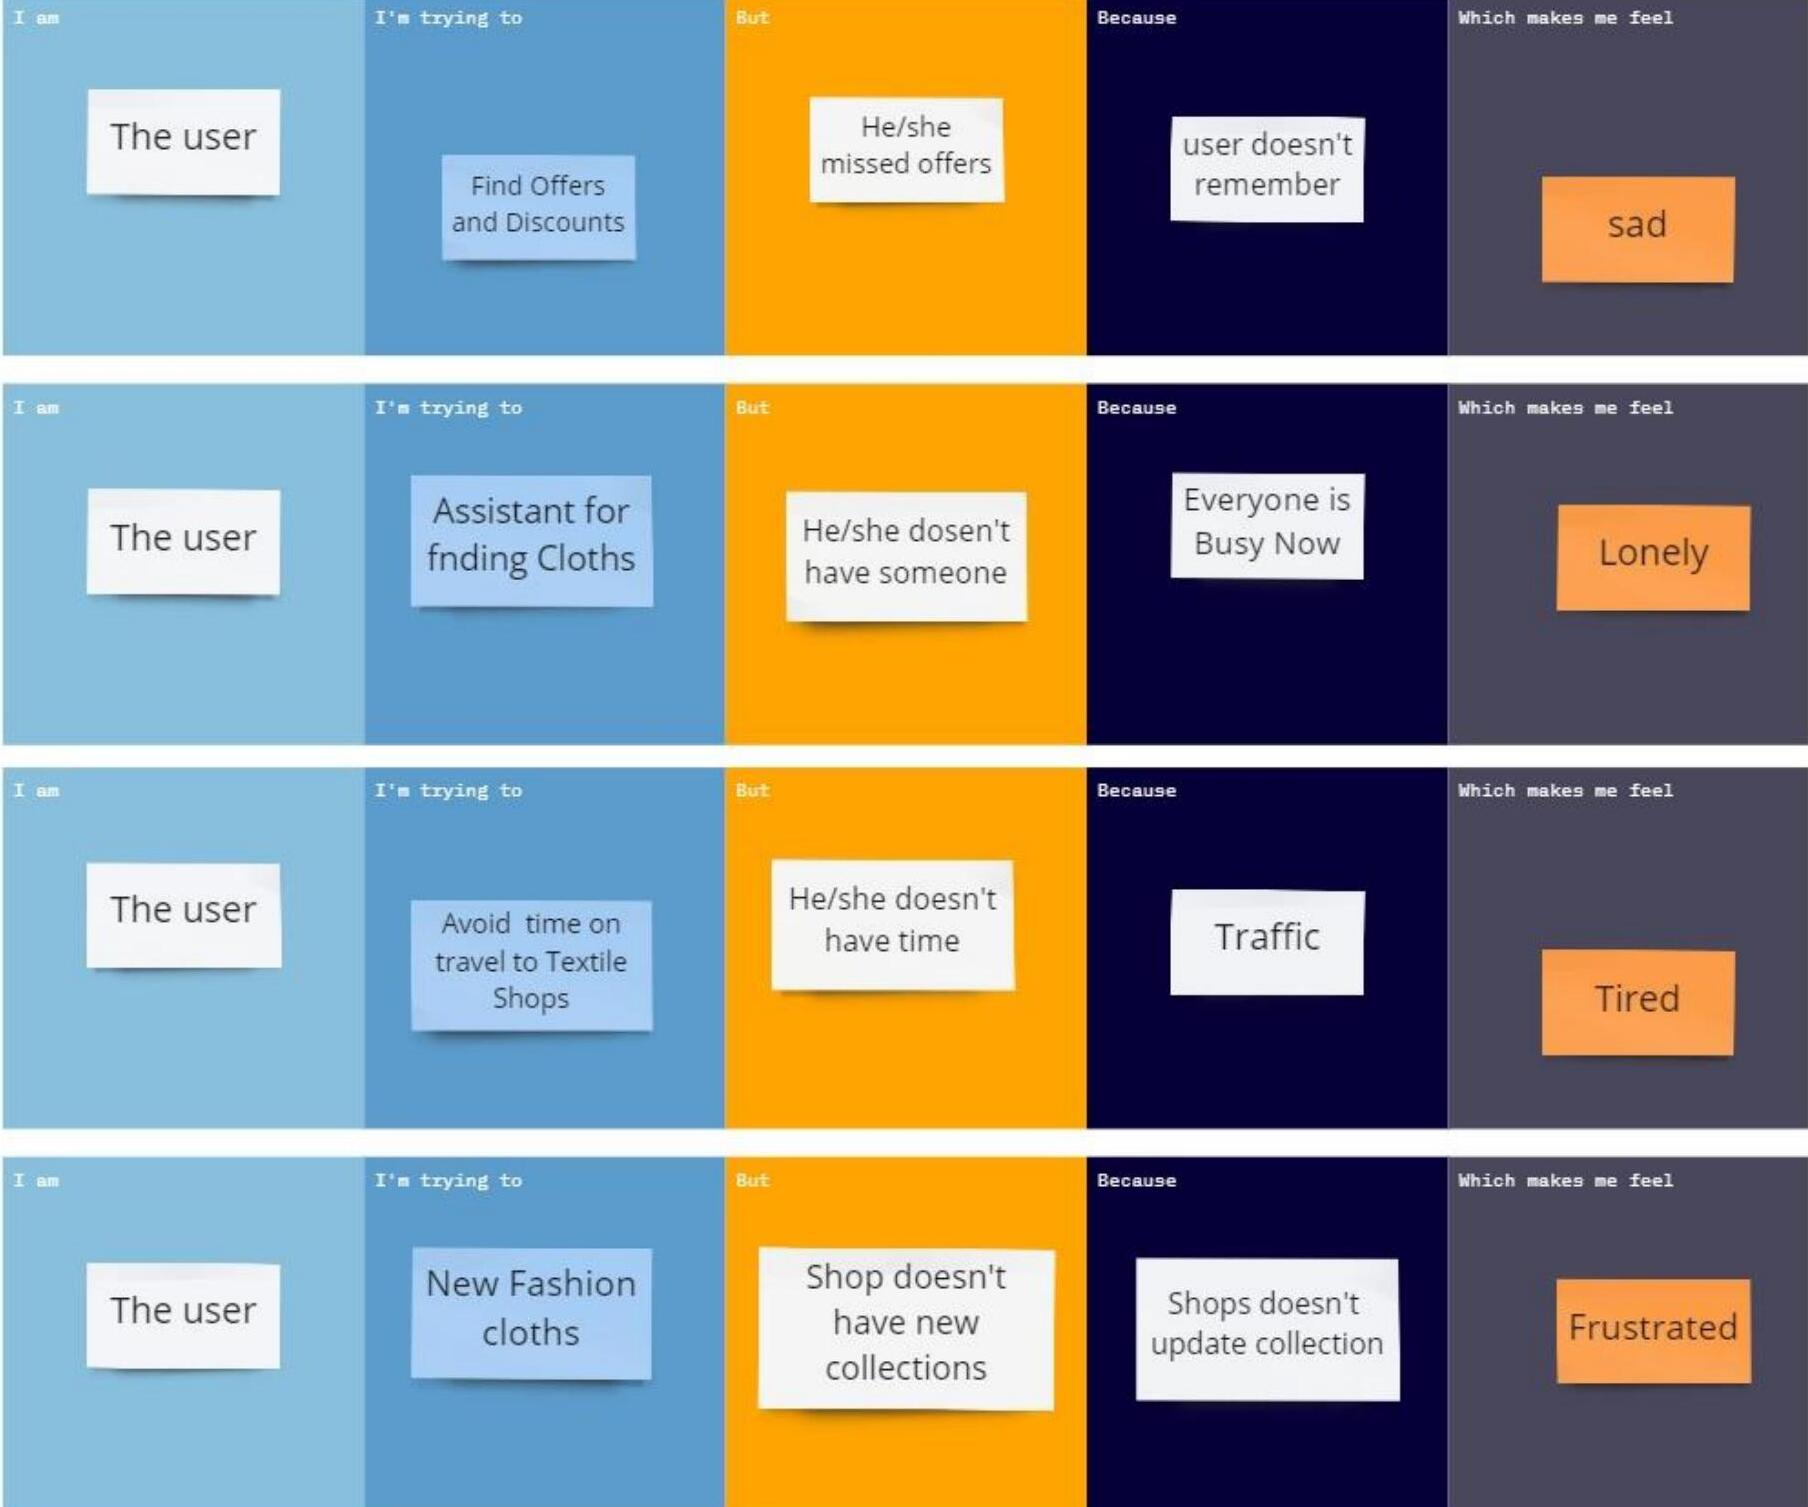 I am
I'm trying to
But
Because
Which makes me feel
The user
Find Offers
and Discounts
He/she
missed offers
user doesn't
remember
sad
I am
I'm trying to
But
Because
Which makes me feel
The user
Assistant for
fnding Cloths
He/she dosen't
have someone
Everyone is
Busy Now
Lonely
I am
I'm trying to
But
Because
Which makes me feel
The user
Avoid  time on
travel to Textile
Shops
He/she doesn't
have time
Traffic
Tired
I am
I'm trying to
But
Because
Which makes me feel
The user
New Fashion
cloths
Shop doesn't
have new
collections
Shops doesn't
update collection
Frustrated